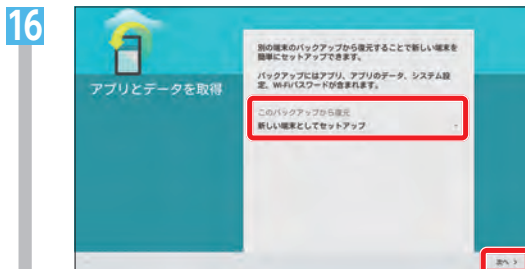 16
アプリとデータを取得
別の端末のバックアップから復元することで新しい端末を
簡単にセットアップできます。
バックアップにはアプリ、アプリのデータ、システム設
定、Wi-Fiパスワードが含まれます。
このバックアップから復元
新しい端末としてセットアップ
次へ >